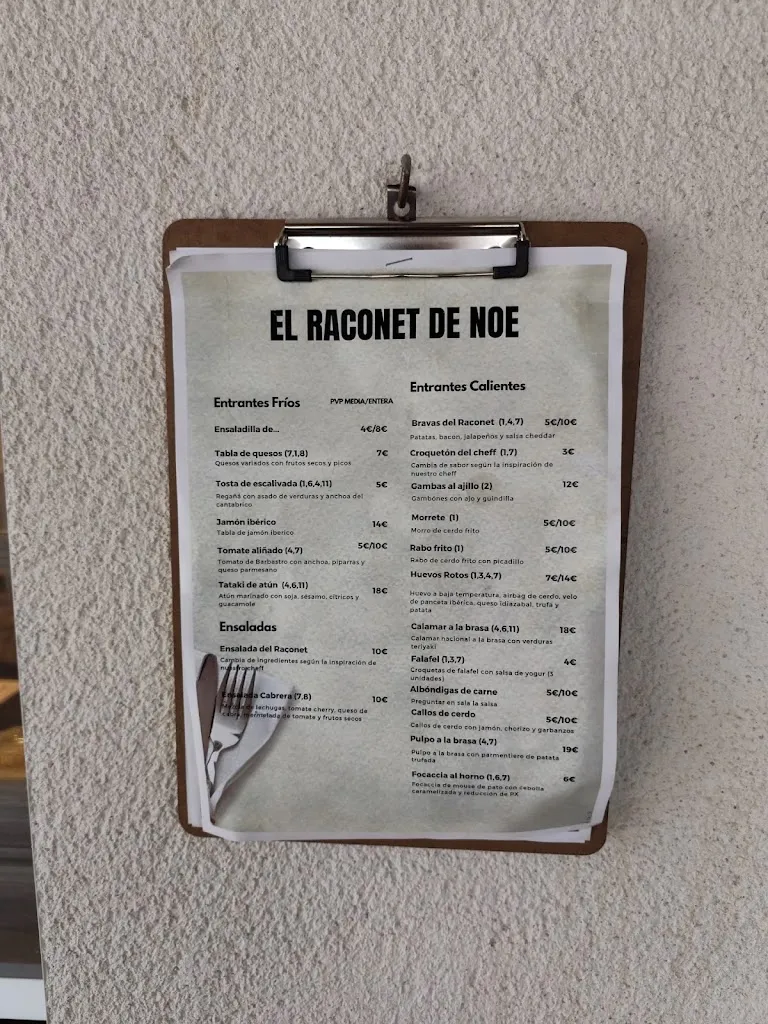 EL RACONET DE NOE
Entrantes Fríos PVP MEDIA/ENTERA
Ensaladilla de... 4€/8€
Tabla de quesos (7,1,8) 7€
Quesos variados con frutos secos y picos
Tosta de escalivada (1,6,4,11) 5€
Regañá con asado de verduras y anchoa del
cantabrico
Jamón ibérico 14€
Tabla de jamón iberico
Tomate aliñado (4,7) 5€/10€
Tomate de Barbastro con anchoa, piparras y
queso parmesano
Tataki de atún (4,6,11) 18€
Atún marinado con soja, sésamo, cítricos y
guacamole
Ensaladas
Ensalada del Raconet 10€
Cambia de ingredientes según la inspiración de
nuestro cheff
Ensalada Cabrera (7,8) 10€
Mezcla de lechugas, tomate cherry, queso de
cabra, mermelada de tomate y frutos secos
Entrantes Calientes
Bravas del Raconet (1,4,7) 5€/10€
Patatas, bacon, jalapeños y salsa cheddar
Croquetón del cheff (1,7) 3€
Cambia de sabor según la inspiración de
nuestro cheff
Gambas al ajillo (2) 12€
Gambones con ajo y guindilla
Morrete (1) 5€/10€
Morro de cerdo frito
Rabo frito (1) 5€/10€
Rabo de cerdo frito con picadillo
Huevos Rotos (1,3,4,7) 7€/14€
Huevo a baja temperatura, airbag de cerdo, velo
de panceta ibérica, queso idiazabal, trufa y
patata
Calamar a la brasa (4,6,11) 18€
Calamar nacional a la brasa con verduras
teriyaki
Falafel (1,3,7) 4€
Croquetas de falafel con salsa de yogur (3
unidades)
Albóndigas de carne 5€/10€
Preguntar en sala la salsa
Callos de cerdo 5€/10€
Callos de cerdo con jamón, chorizo y garbanzos
Pulpo a la brasa (4,7) 19€
Pulpo a la brasa con parmentiere de patata
trufada
Focaccia al horno (1,6,7) 6€
Focaccia de mouse de pato con cebolla
caramelizada y reducción de PX